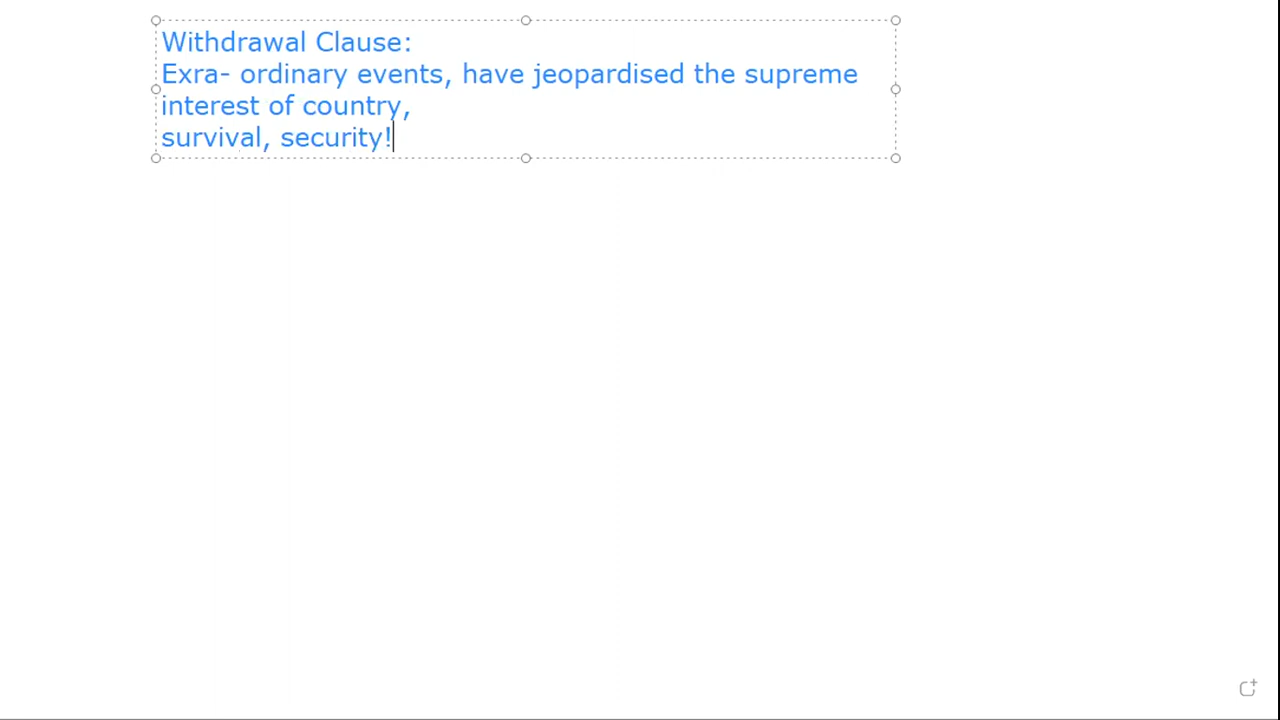 Withdrawal Clause:
Exra- ordinary events, have jeopardised the supreme
interest of country,
survival, security!